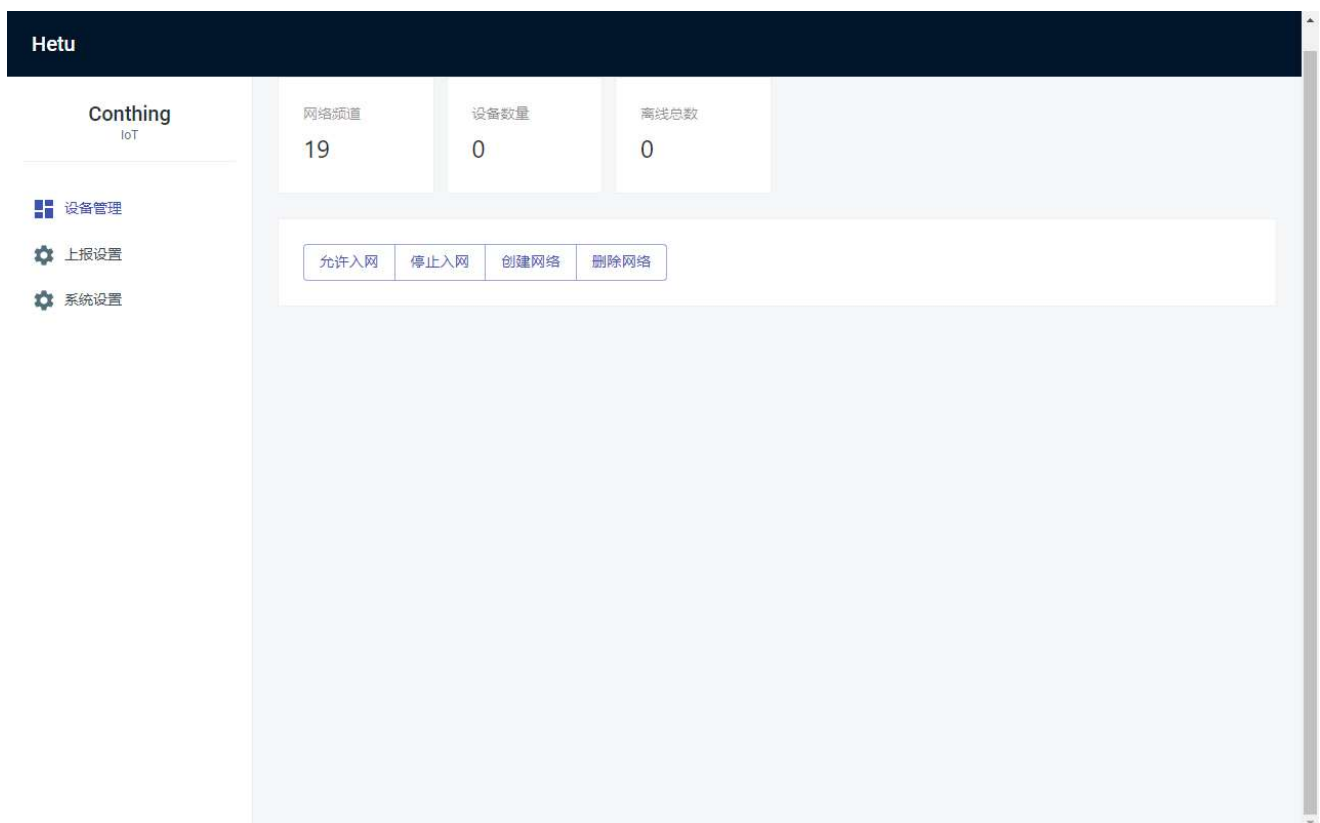 Hetu
Conthing
IoT
设备管理
上报设置
系统设置
网络频道
设备数量
离线总数
19
0
0
允许入网
停止入网
创建网络
删除网络